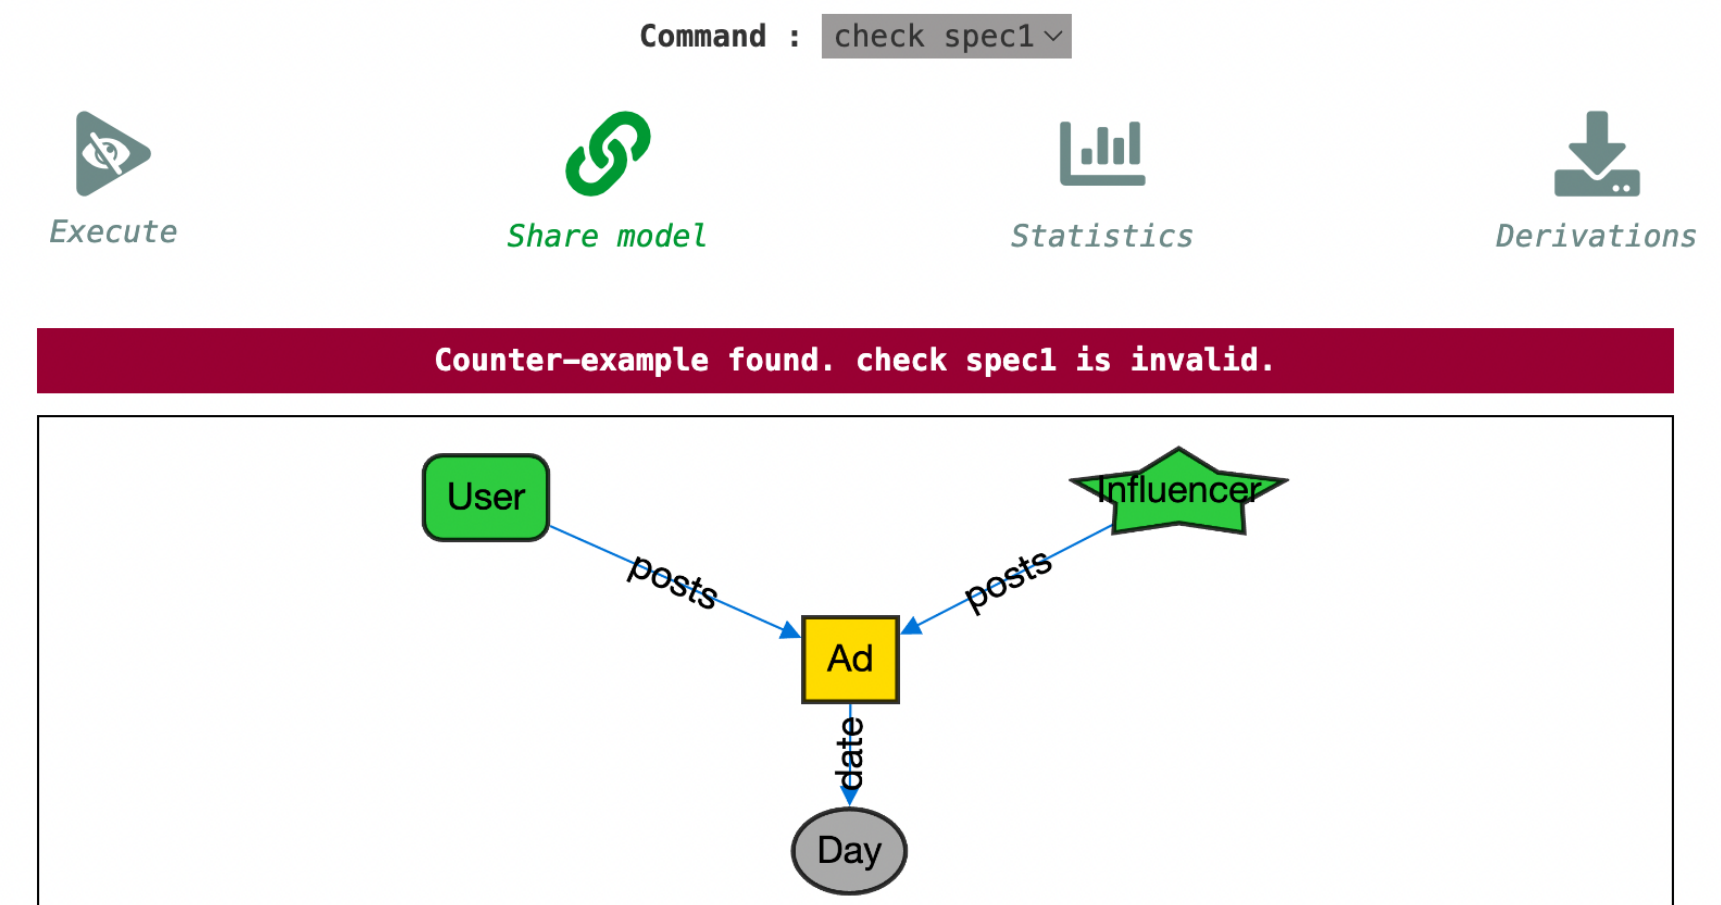 Command : check spec1
Execute
Share model
Statistics
Derivations
Counter-example found. check spec1 is invalid.
User
Influencer
posts
posts
Ad
date
Day